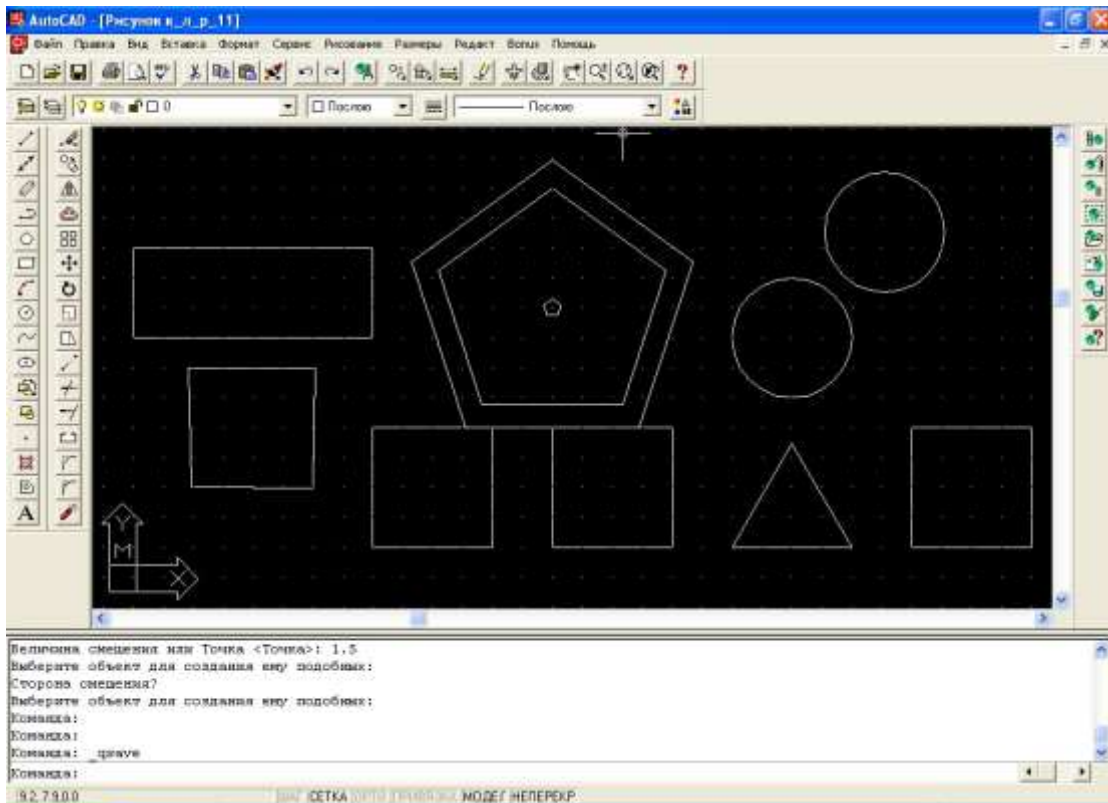 AutoCAD - [Рисунок к_л_р_11]
Файл Правка Вид Вставка Формат Сервис Рисование Размеры Редакт Bonus Помощь
0 Послою Послою
A
Y
M
X
Величина смещения или Точка <Точка>: 1.5
Выберите объект для создания ему подобных:
Сторона смещения?
Выберите объект для создания ему подобных:
Команда:
Команда:
Команда: _qsave
Команда:
СЕТКА МОДЕЛ НЕПЕРЕКР